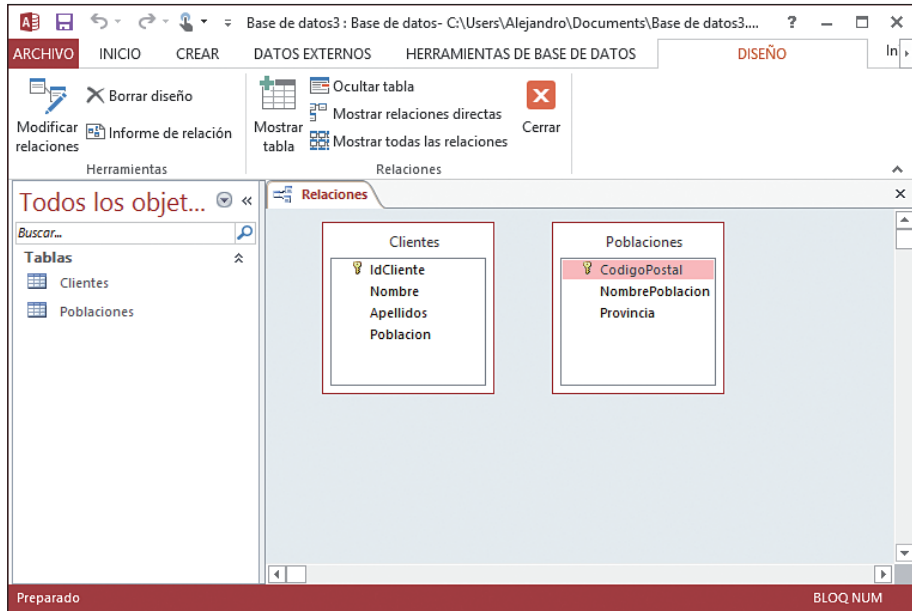 Base de datos3 : Base de datos- C:\Users\Alejandro\Documents\Base de datos3.... ?
ARCHIVO INICIO CREAR DATOS EXTERNOS HERRAMIENTAS DE BASE DE DATOS DISEÑO In
Modificar relaciones
Borrar diseño
Informe de relación
Herramientas
Mostrar tabla
Ocultar tabla
Mostrar relaciones directas
Mostrar todas las relaciones
Cerrar
Relaciones
Todos los objet... «
Buscar...
Tablas
Clientes
Poblaciones
Relaciones
Clientes
IdCliente
Nombre
Apellidos
Poblacion
Poblaciones
CodigoPostal
NombrePoblacion
Provincia
Preparado
BLOQ NUM